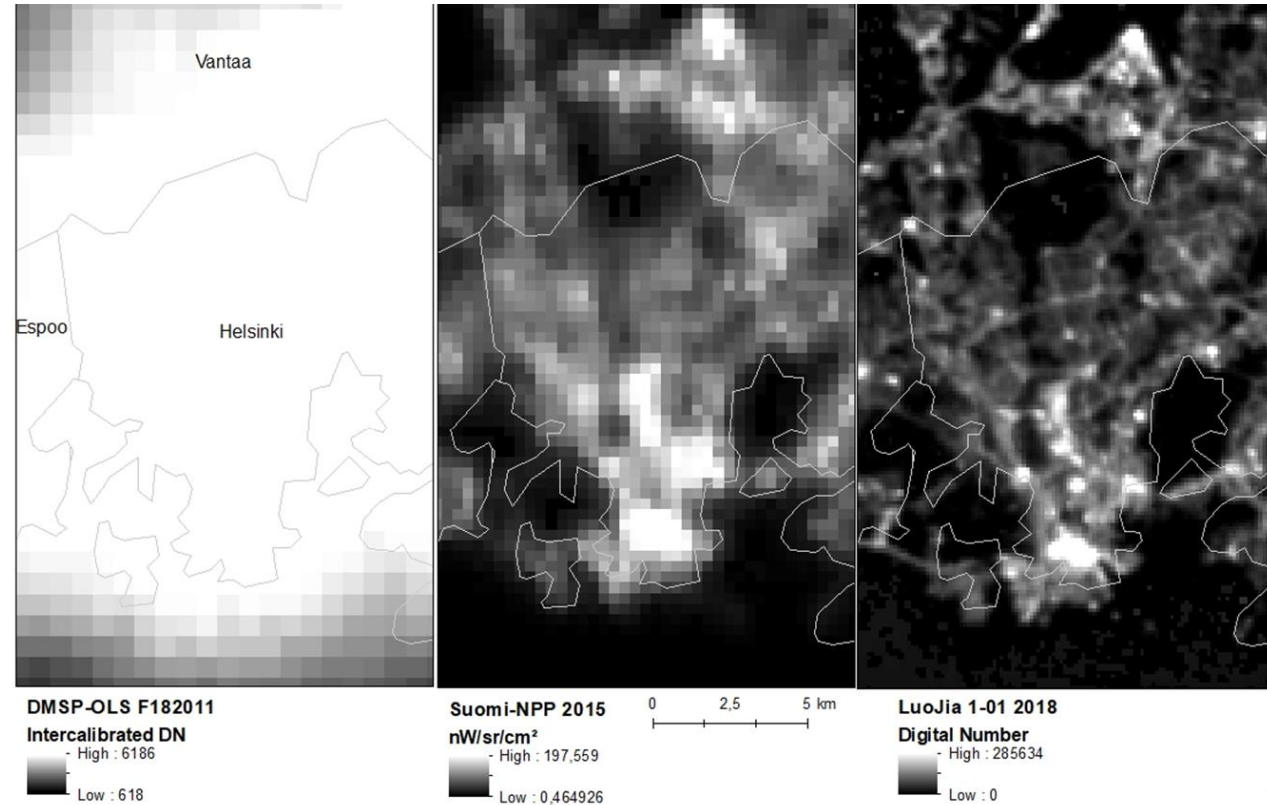 Vantaa
Espoo
Helsinki
DMSP-OLS F182011
Intercalibrated DN
High : 6186
Low : 618
Suomi-NPP 2015
nW/sr/cm²
High : 197,559
Low : 0,464926
0 2,5 5 km
LuoJia 1-01 2018
Digital Number
High : 285634
Low : 0